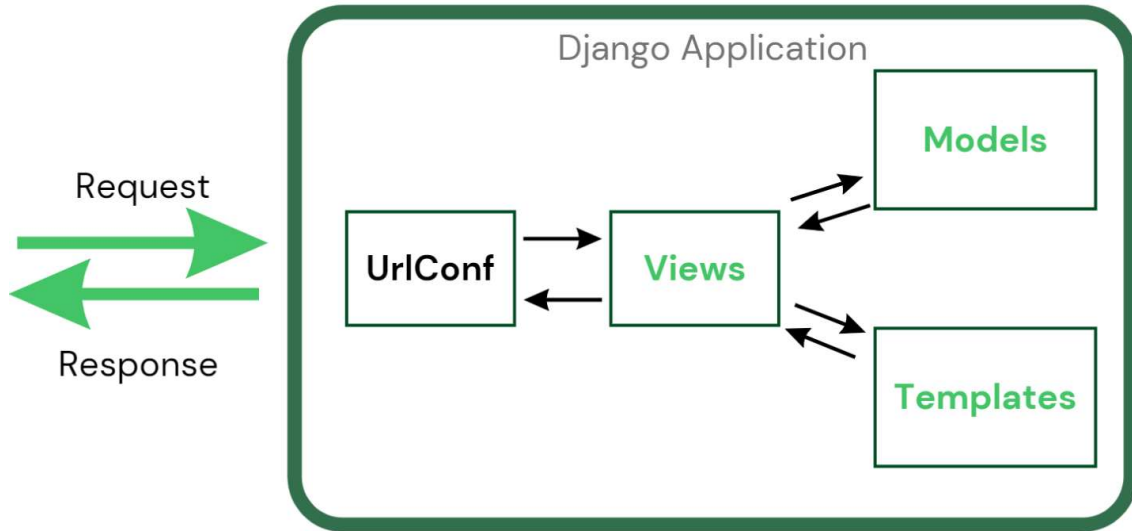 Django Application
Models
Request
UrlConf
Views
Response
Templates